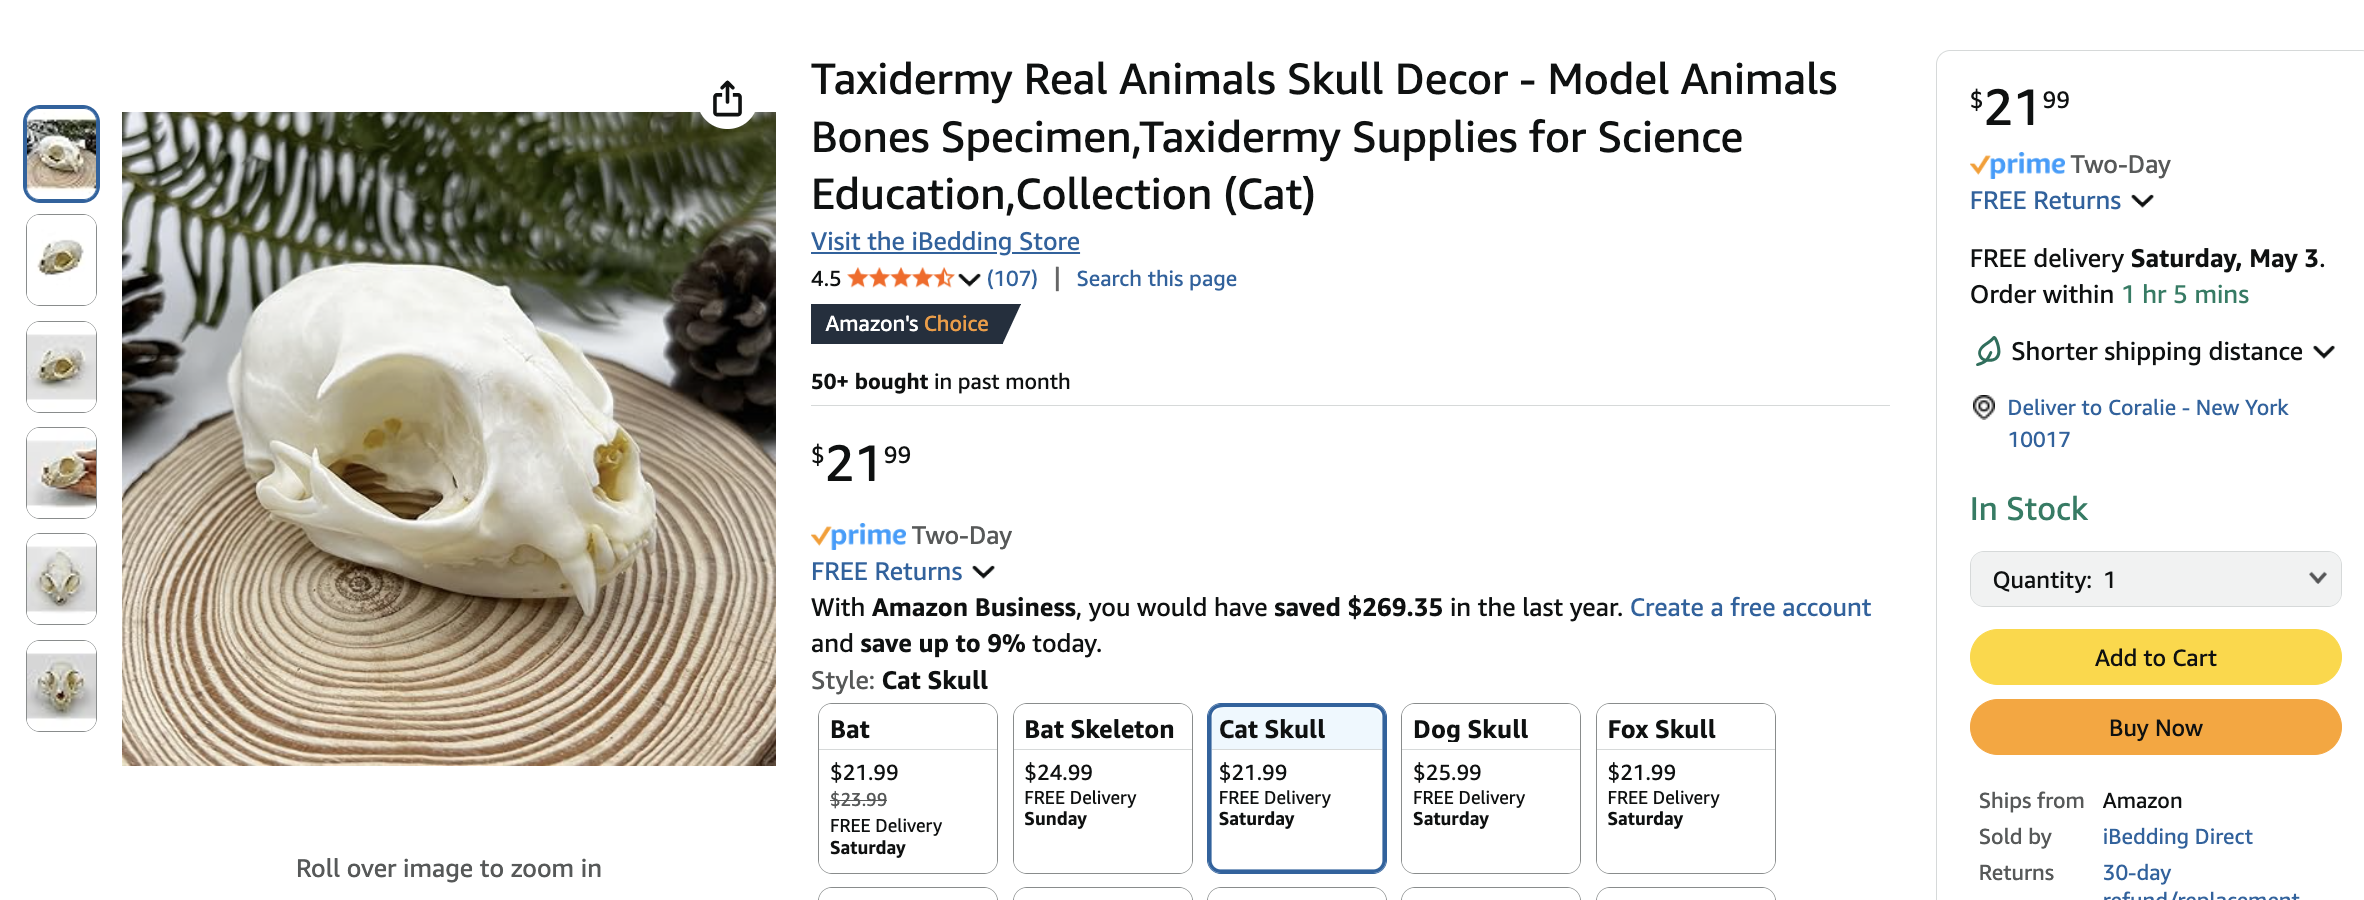 Taxidermy Real Animals Skull Decor - Model Animals
Bones Specimen,Taxidermy Supplies for Science
Education,Collection (Cat)
Visit the iBedding Store
4.5 (107) | Search this page
Amazon's Choice
50+ bought in past month
$21 99
prime Two-Day
FREE Returns
With Amazon Business, you would have saved $269.35 in the last year. Create a free account
and save up to 9% today.
Style: Cat Skull
Bat
$21.99
$23.99
FREE Delivery
Saturday
Bat Skeleton
$24.99
FREE Delivery
Sunday
Cat Skull
$21.99
FREE Delivery
Saturday
Dog Skull
$25.99
FREE Delivery
Saturday
Fox Skull
$21.99
FREE Delivery
Saturday
Roll over image to zoom in
$21 99
prime Two-Day
FREE Returns
FREE delivery Saturday, May 3.
Order within 1 hr 5 mins
Shorter shipping distance
Deliver to Coralie - New York
10017
In Stock
Quantity: 1
Add to Cart
Buy Now
Ships from Amazon
Sold by iBedding Direct
Returns 30-day
refund/replacement